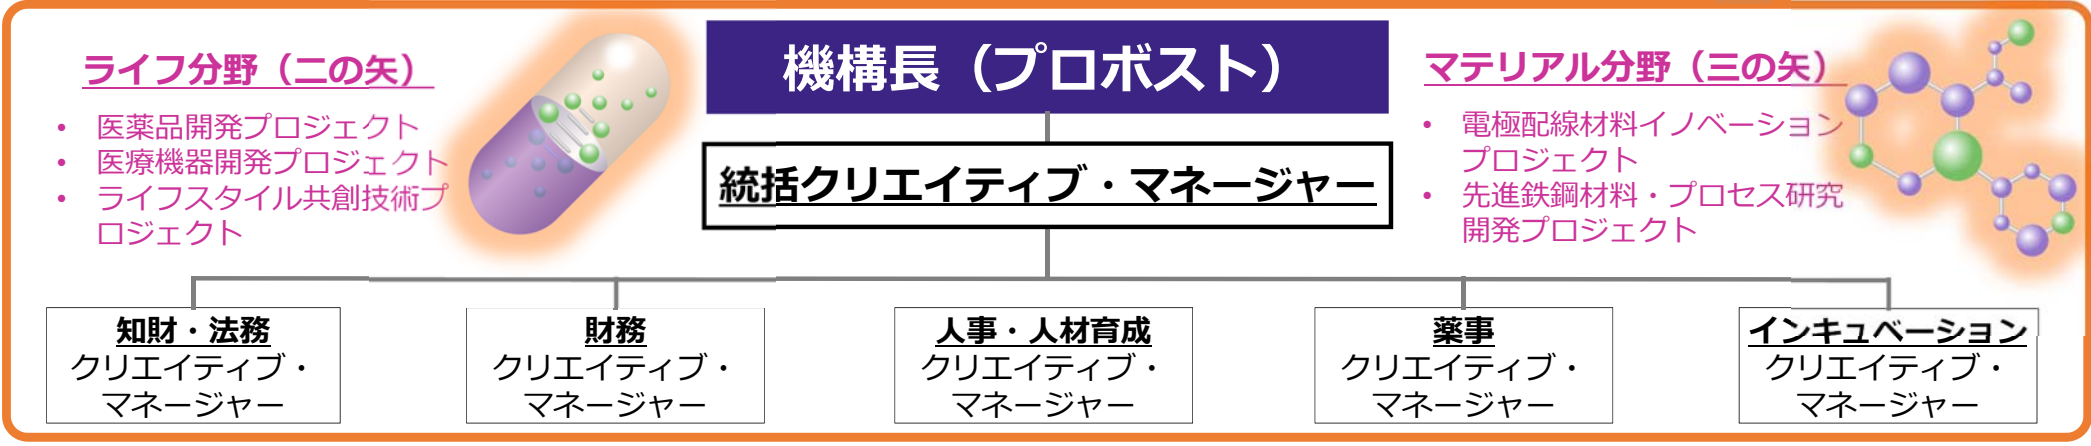 ライフ分野（二の矢）
• 医薬品開発プロジェクト
• 医療機器開発プロジェクト
• ライフスタイル共創技術プ
ロジェクト
機構長（プロボスト）
統括クリエイティブ・マネージャー
マテリアル分野（三の矢）
• 電極配線材料イノベーション
プロジェクト
• 先進鉄鋼材料・プロセス研究
開発プロジェクト
知財・法務
クリエイティブ・
マネージャー
財務
クリエイティブ・
マネージャー
人事・人材育成
クリエイティブ・
マネージャー
薬事
クリエイティブ・
マネージャー
インキュベーション
クリエイティブ・
マネージャー